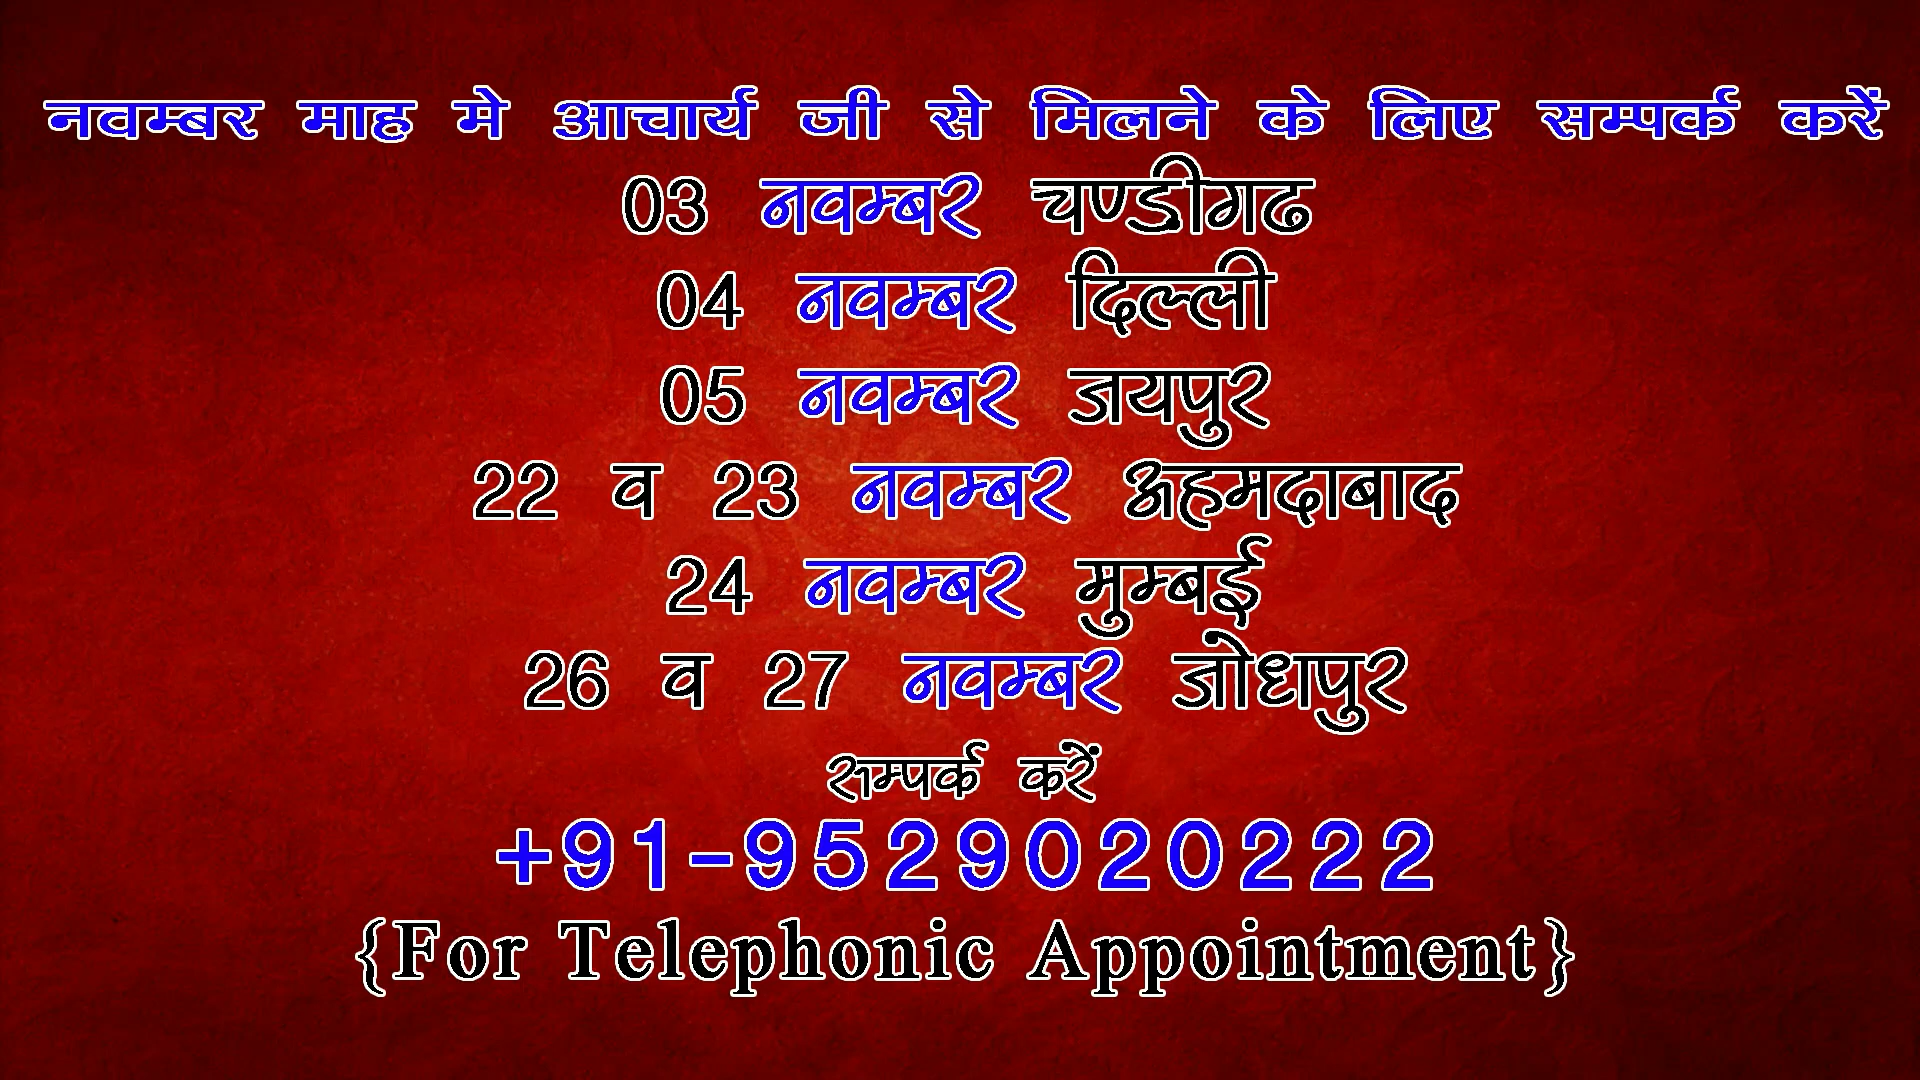 नवम्बर माह मे आचार्य जी से मिलने के लिए सम्पर्क करें
03 नवम्बर चण्डीगढ
04 नवम्बर दिल्ली
05 नवम्बर जयपुर
22 व 23 नवम्बर अहमदाबाद
24 नवम्बर मुम्बई
26 व 27 नवम्बर जोधपुर
सम्पर्क करें
+91-9529020222
{For Telephonic Appointment}